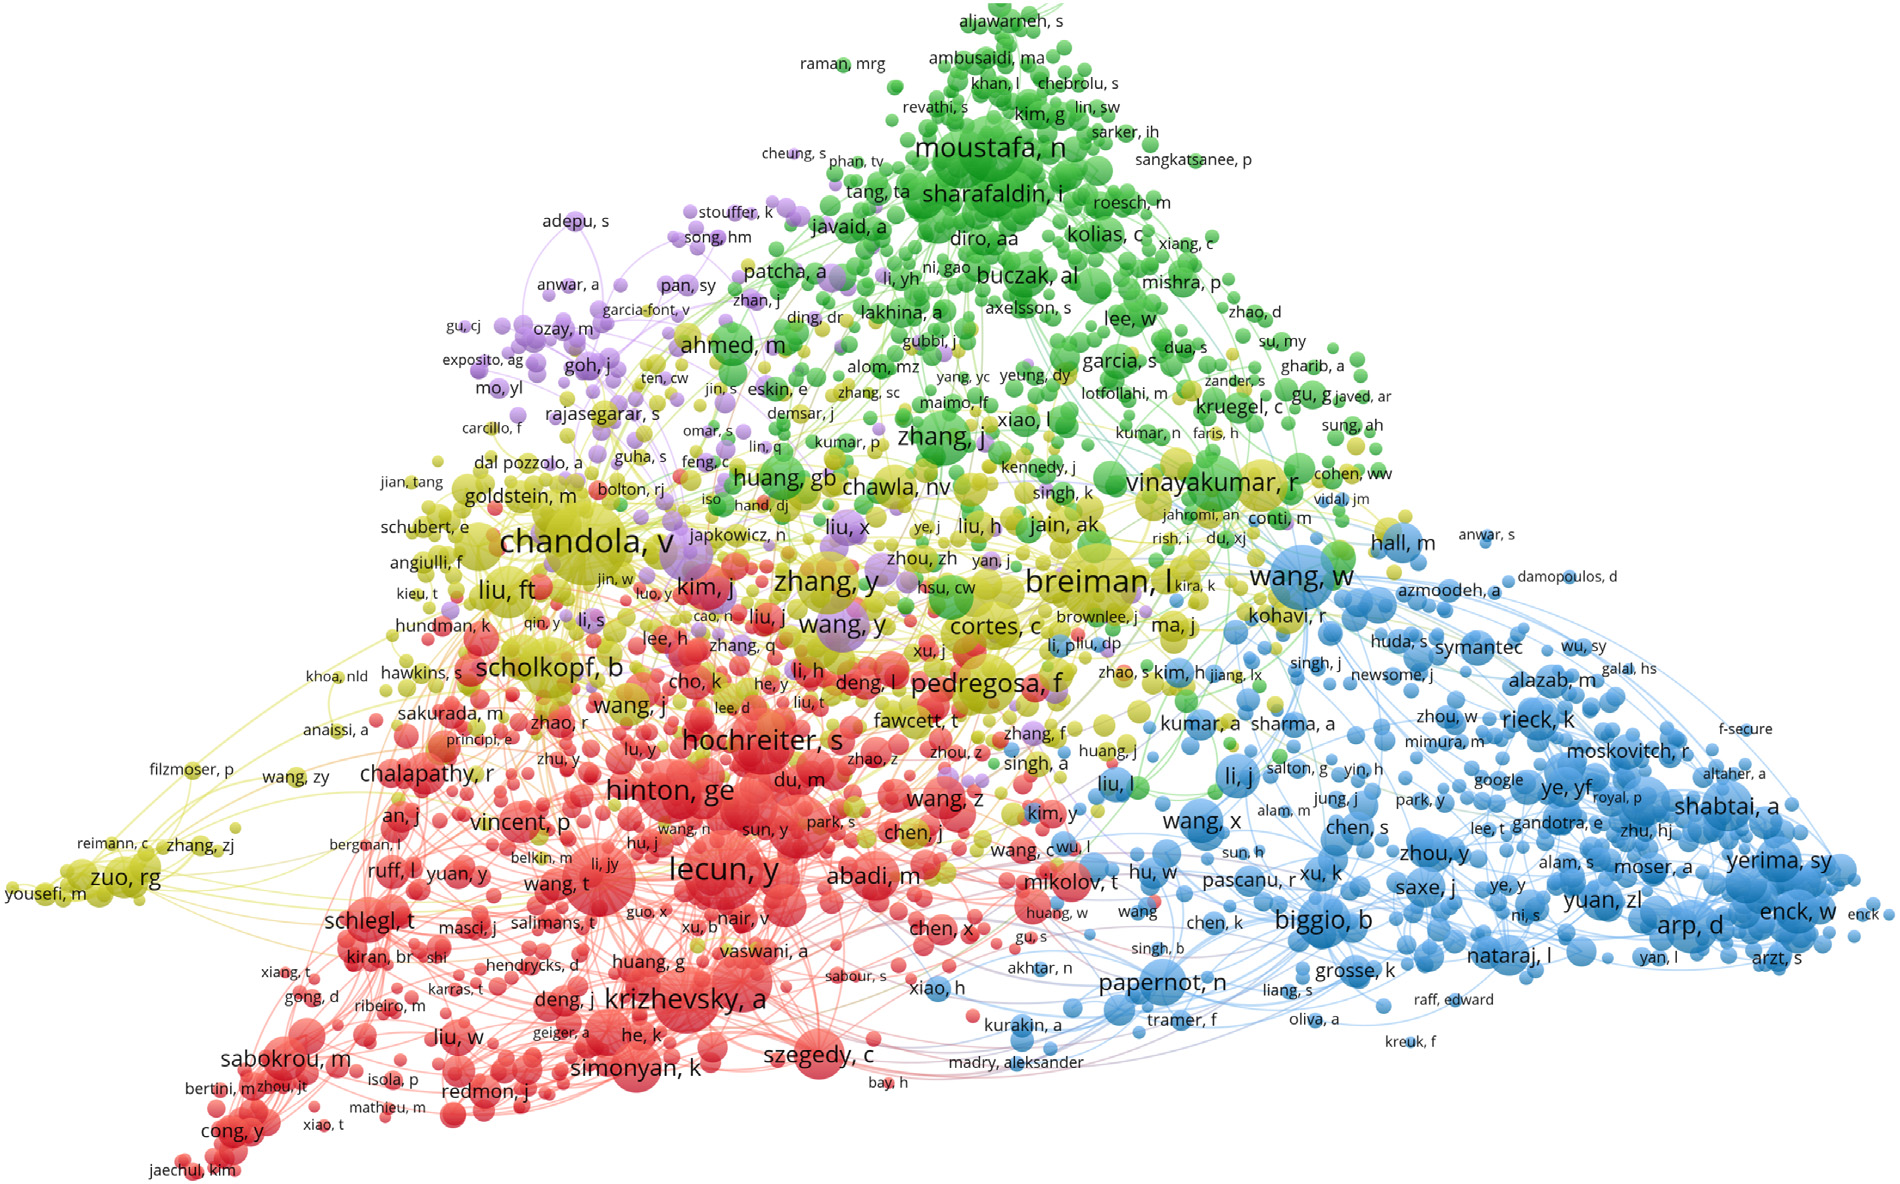 aljawarneh, s
ambusaidi, ma
raman, mrg
khan, l
chebrolu, s
revathi, s
kim, g
lin, sw
sarker, ih
moustafa, n
cheung, s
phan, tv
sangkatsanee, p
tang, ta
sharafaldin, i
roesch, m
adepu, s
stouffer, k
javaid, a
song, hm
diro, aa
kolias, c
xiang, c
patcha, a
li, yh
ni, gao
buczak, al
mishra, p
anwar, a
pan, sy
zhan, j
garcia-font, v
ding, dr
lakhina, a
axelsson, s
lee, w
zhao, d
gu, cj
ozay, m
ahmed, m
gubbi, j
dua, s
su, my
exposito, ag
goh, j
alom, mz
garcia, s
gharib, a
mo, yl
ten, cw
jin, s
eskin, e
zhang, sc
yang, yc
yeung, dy
lotfollahi, m
zander, s
gu, g
javed, ar
rajasegarar, s
demsar, j
maimo, lf
xiao, l
kruegel, c
carcillo, f
omar, s
lin, q
kumar, p
zhang, j
kumar, n
faris, h
sung, ah
dal pozzolo, a
guha, s
feng, c
kennedy, j
jian, tang
goldstein, m
bolton, rj
iso
huang, gb
hand, dj
chawla, nv
singh, k
vinayakumar, r
cohen, ww
vidal, jm
schubert, e
chandola, v
japkowicz, n
liu, x
ye, j
liu, h
jain, ak
jahromi, an
conti, m
rish, i
du, xj
hall, m
anwar, s
angiulli, f
liu, ft
jin, w
kim, j
zhang, y
zhou, zh
yan, j
breiman, l
kira, k
wang, w
damopoulos, d
azmoodeh, a
kieu, t
luo, y
hsu, cw
hundman, k
qin, y
li, s
cao, n
liu, j
wang, y
cortes, c
brownlee, j
ma, j
kohavi, r
lee, h
zhang, q
xu, j
li, p
liu, dp
huda, s
symantec
wu, sy
khoa, nld
hawkins, s
scholkopf, b
cho, k
he, y
li, h
deng, l
pedregosa, f
zhao, s
kim, h
jiang, lx
singh, j
newsome, j
alazab, m
galal, hs
sakurada, m
wang, j
lee, d
liu, t
anaissi, a
principi, e
zhao, r
fawcett, t
zhang, f
kumar, a
sharma, a
zhou, w
rieck, k
f-secure
lu, y
hochreiter, s
zhou, z
huang, j
mimura, m
moskovitch, r
filzmoser, p
wang, zy
chalapathy, r
zhu, y
zhao, z
singh, a
liu, l
li, j
salton, g
yin, h
google
ye, yf
altaher, a
hinton, ge
du, m
wang, z
jung, j
park, y
royal, p
shabtai, a
an, j
vincent, p
wang, n
sun, y
park, s
chen, j
kim, y
wang, x
alam, m
chen, s
lee, t
gandotra, e
zhu, hj
reimann, c
zhang, zj
bergman, l
belkin, m
hu, j
wang, c
wu, l
sun, h
zhou, y
alam, s
moser, a
yerima, sy
zuo, rg
yousefi, m
ruff, l
yuan, y
wang, t
li, jy
lecun, y
abadi, m
mikolov, t
hu, w
pascanu, r
xu, k
saxe, j
ye, y
yuan, zl
schlegl, t
masci, j
salimans, t
guo, x
xu, b
nair, v
chen, x
huang, w
wang
chen, k
biggio, b
ni, s
arp, d
enck, w
enck
kiran, br
shi
hendrycks, d
huang, g
vaswani, a
gu, s
singh, b
nataraj, l
yan, l
arzt, s
xiang, t
gong, d
ribeiro, m
karras, t
deng, j
krizhevsky, a
sabour, s
xiao, h
akhtar, n
papernot, n
liang, s
grosse, k
raff, edward
liu, w
geiger, a
he, k
kurakin, a
tramer, f
oliva, a
kreuk, f
sabokrou, m
bertini, m
zhou, jt
isola, p
redmon, j
simonyan, k
szegedy, c
bay, h
madry, aleksander
mathieu, m
cong, y
xiao, t
jaechul, kim